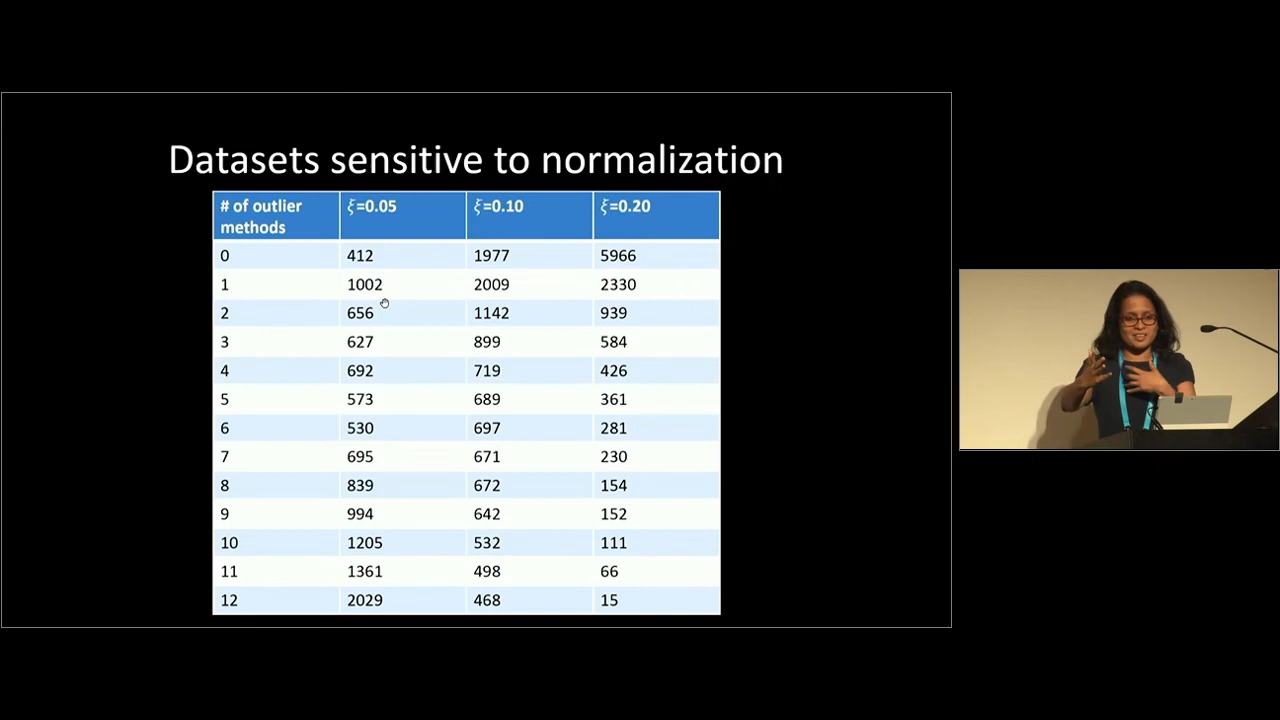 Datasets sensitive to normalization
# of outlier methods ξ=0.05 ξ=0.10 ξ=0.20
0 412 1977 5966
1 1002 2009 2330
2 656 1142 939
3 627 899 584
4 692 719 426
5 573 689 361
6 530 697 281
7 695 671 230
8 839 672 154
9 994 642 152
10 1205 532 111
11 1361 498 66
12 2029 468 15